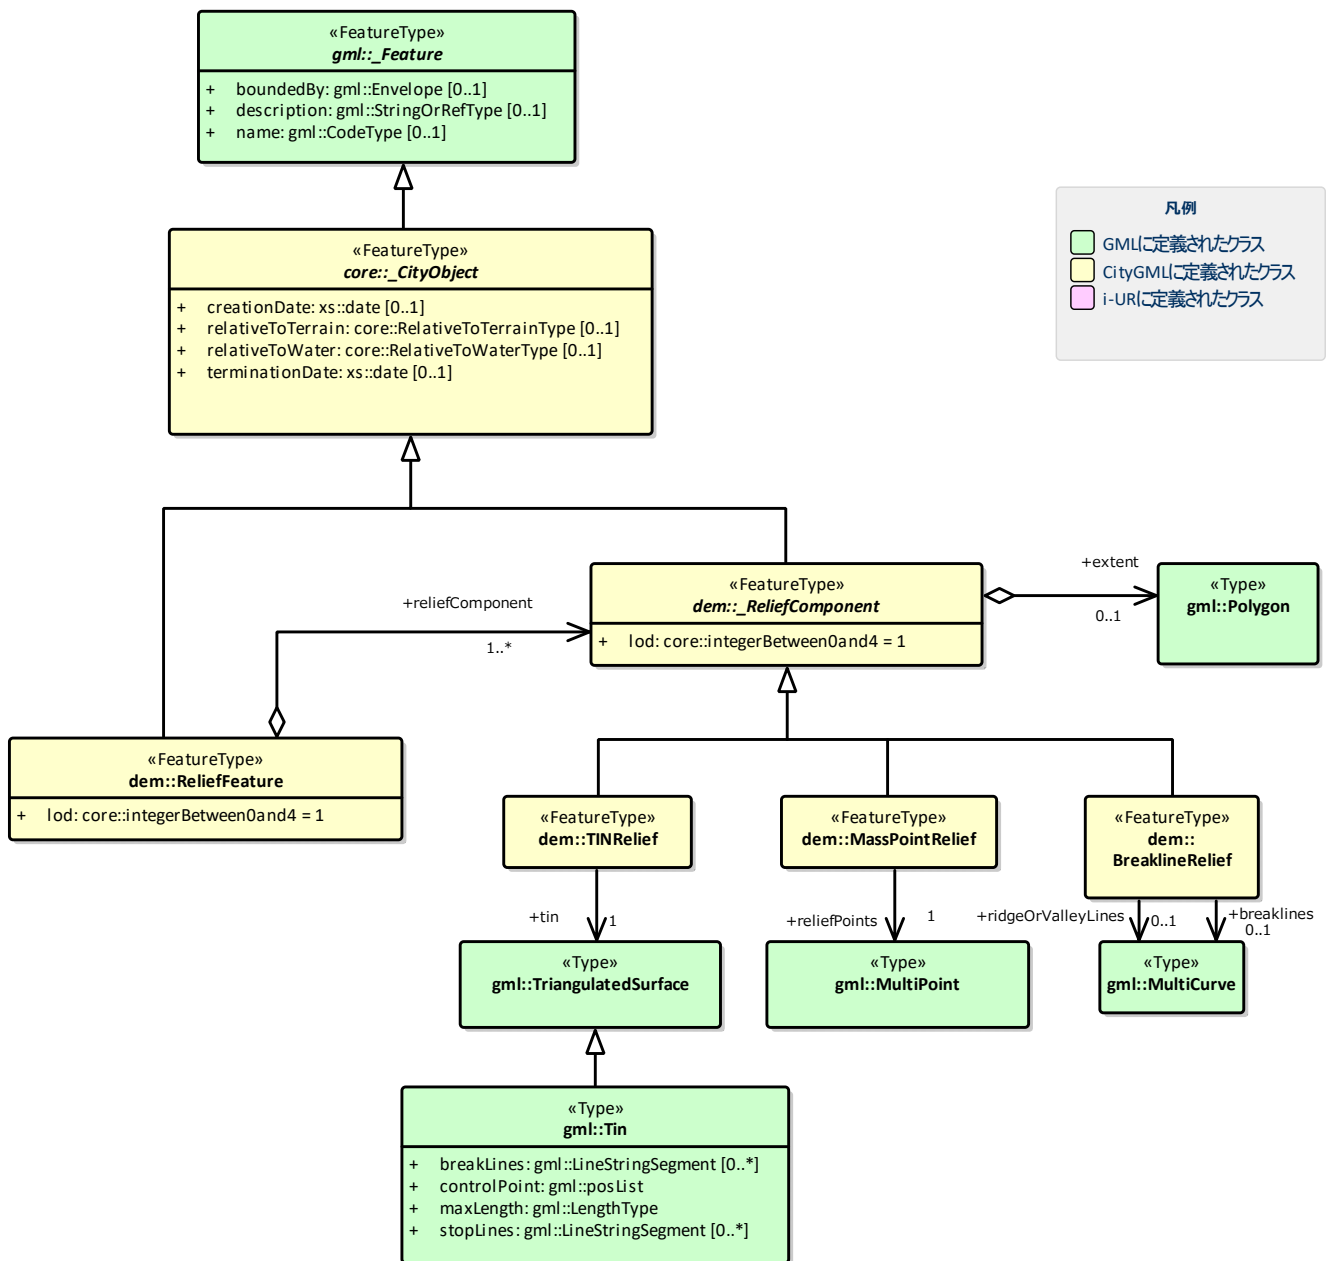 «FeatureType»
gml::_Feature
+ boundedBy: gml::Envelope [0..1]
+ description: gml::StringOrRefType [0..1]
+ name: gml::CodeType [0..1]
«FeatureType»
core::_CityObject
+ creationDate: xs::date [0..1]
+ relativeToTerrain: core::RelativeToTerrainType [0..1]
+ relativeToWater: core::RelativeToWaterType [0..1]
+ terminationDate: xs::date [0..1]
凡例
GMLに定義されたクラス
CityGMLに定義されたクラス
i-URに定義されたクラス
«FeatureType»
dem::_ReliefComponent
+ lod: core::integerBetween0and4 = 1
+extent
0..1
«Type»
gml::Polygon
+reliefComponent
1..*
«FeatureType»
dem::ReliefFeature
+ lod: core::integerBetween0and4 = 1
«FeatureType»
dem::TINRelief
«FeatureType»
dem::MassPointRelief
«FeatureType»
dem::
BreaklineRelief
+tin
1
+reliefPoints
1
+ridgeOrValleyLines
0..1
+breaklines
0..1
«Type»
gml::TriangulatedSurface
«Type»
gml::MultiPoint
«Type»
gml::MultiCurve
«Type»
gml::Tin
+ breakLines: gml::LineStringSegment [0..*]
+ controlPoint: gml::posList
+ maxLength: gml::LengthType
+ stopLines: gml::LineStringSegment [0..*]